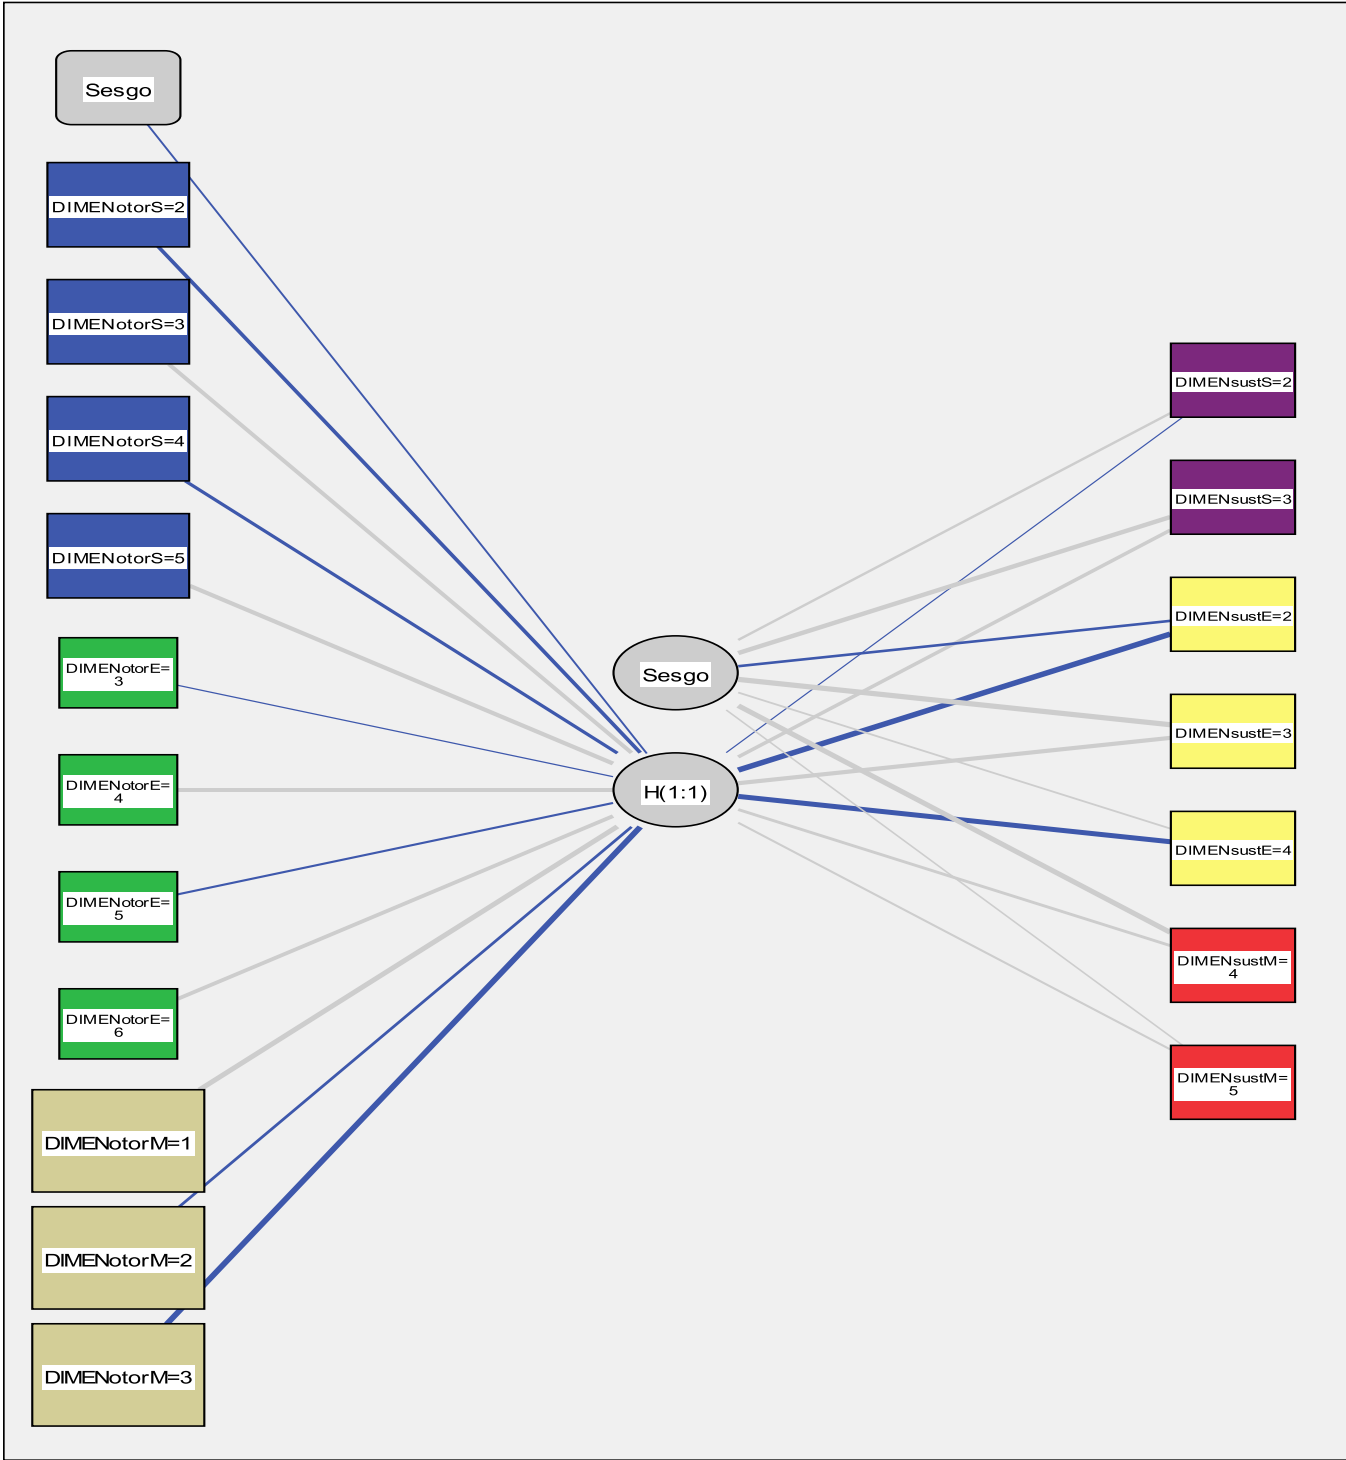 Sesgo
DIMENotorS=2
DIMENotorS=3
DIMENotorS=4
DIMENotorS=5
DIMENotorE=
3
DIMENotorE=
4
DIMENotorE=
5
DIMENotorE=
6
DIMENotorM=1
DIMENotorM=2
DIMENotorM=3
Sesgo
H(1:1)
DIMENsustS=2
DIMENsustS=3
DIMENsustE=2
DIMENsustE=3
DIMENsustE=4
DIMENsustM=
4
DIMENsustM=
5